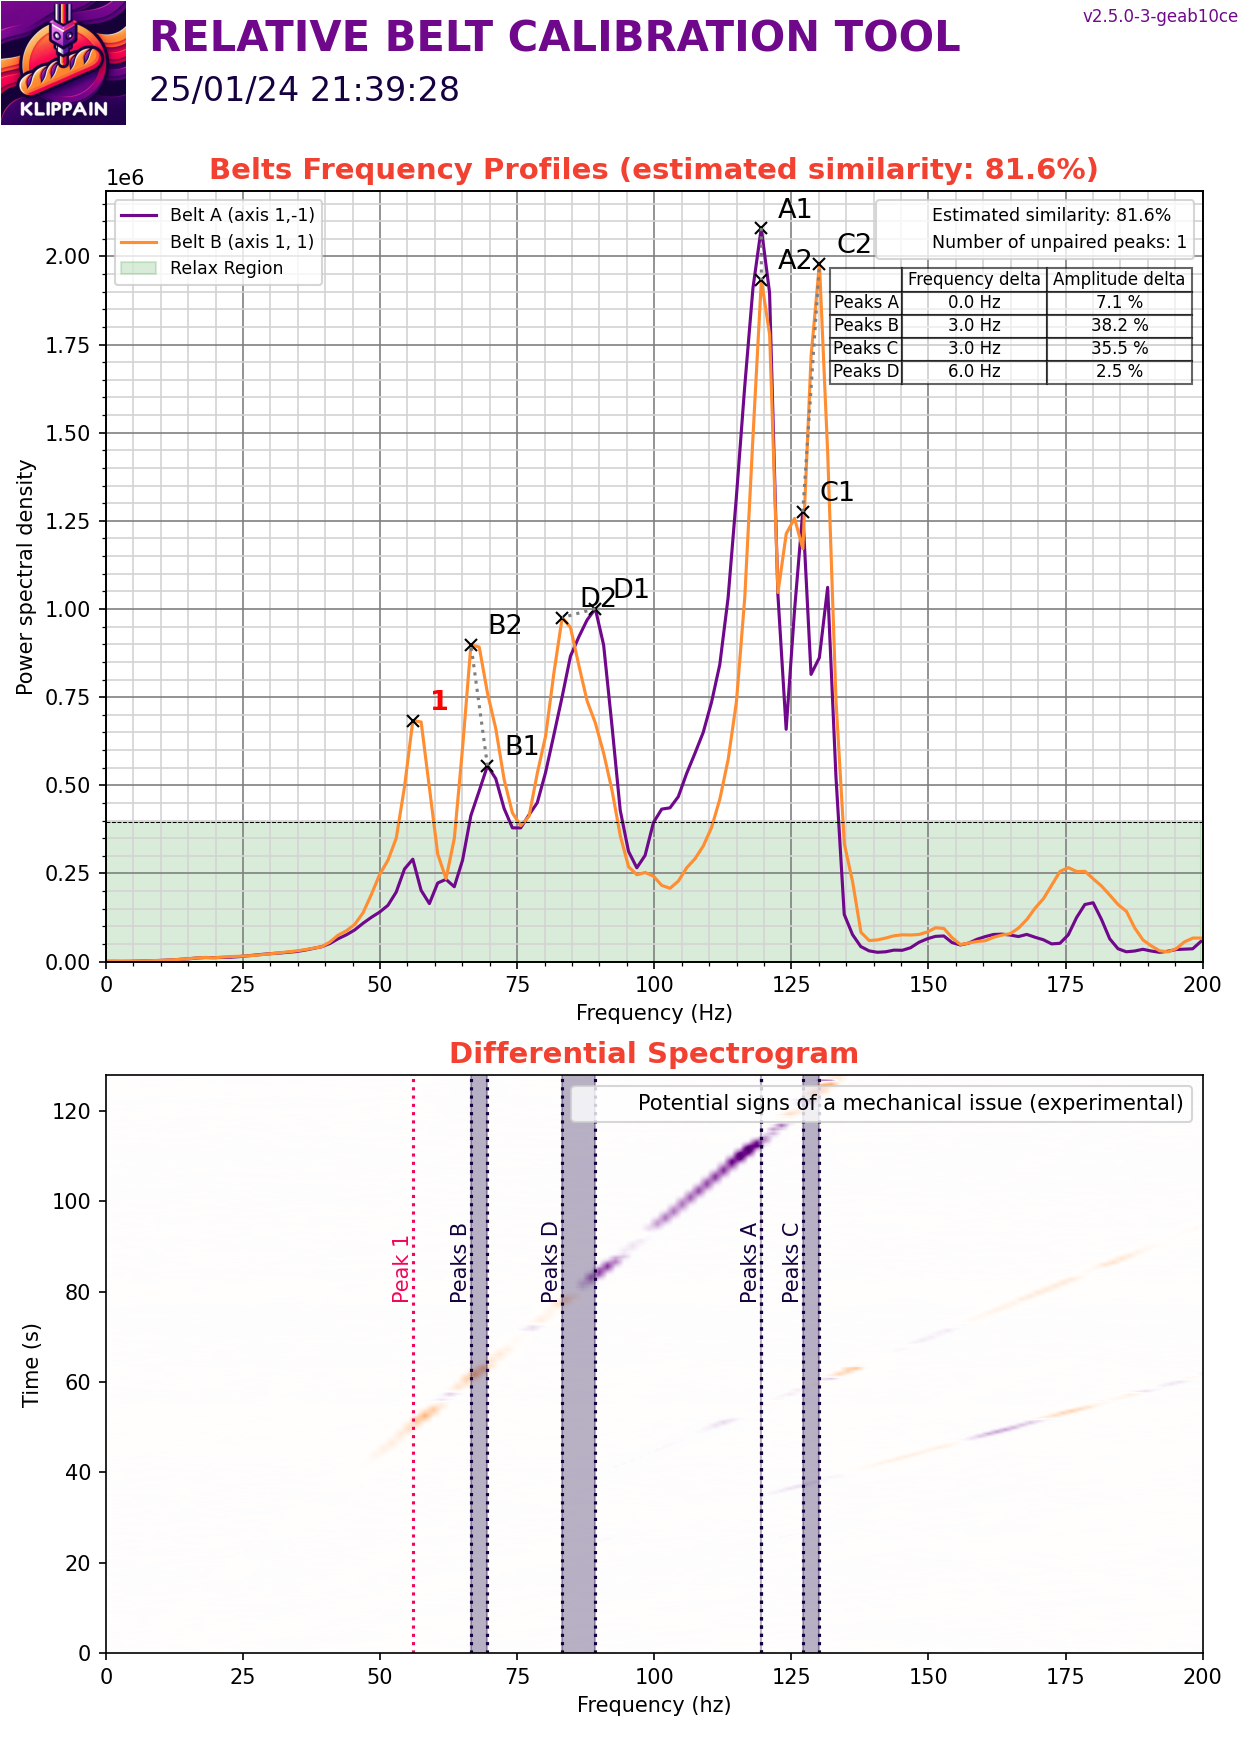 v2.5.0-3-geab10ce
RELATIVE BELT CALIBRATION TOOL
25/01/24 21:39:28
KLIPPAIN
Belts Frequency Profiles (estimated similarity: 81.6%)
1e6
Belt A (axis 1,-1)
Belt B (axis 1, 1)
Relax Region
Estimated similarity: 81.6%
Number of unpaired peaks: 1
Frequency delta Amplitude delta
Peaks A 0.0 Hz 7.1 %
Peaks B 3.0 Hz 38.2 %
Peaks C 3.0 Hz 35.5 %
Peaks D 6.0 Hz 2.5 %
A1
A2
C2
C1
D2
D1
B2
1
B1
2.00
1.75
1.50
1.25
1.00
0.75
0.50
0.25
0.00
Power spectral density
0 25 50 75 100 125 150 175 200
Frequency (Hz)
Differential Spectrogram
Potential signs of a mechanical issue (experimental)
Peak 1
Peaks B
Peaks D
Peaks A
Peaks C
120
100
80
60
40
20
0
Time (s)
0 25 50 75 100 125 150 175 200
Frequency (hz)